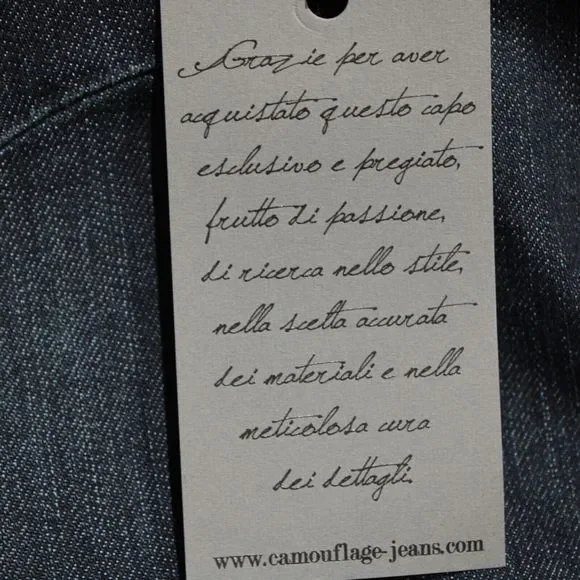 Grazie per aver
acquistato questo capo
esclusivo e pregiato,
frutto di passione,
di ricerca nello stile,
nella scelta accurata
dei materiali e nella
meticolosa cura
dei dettagli.
www.camouflage-jeans.com